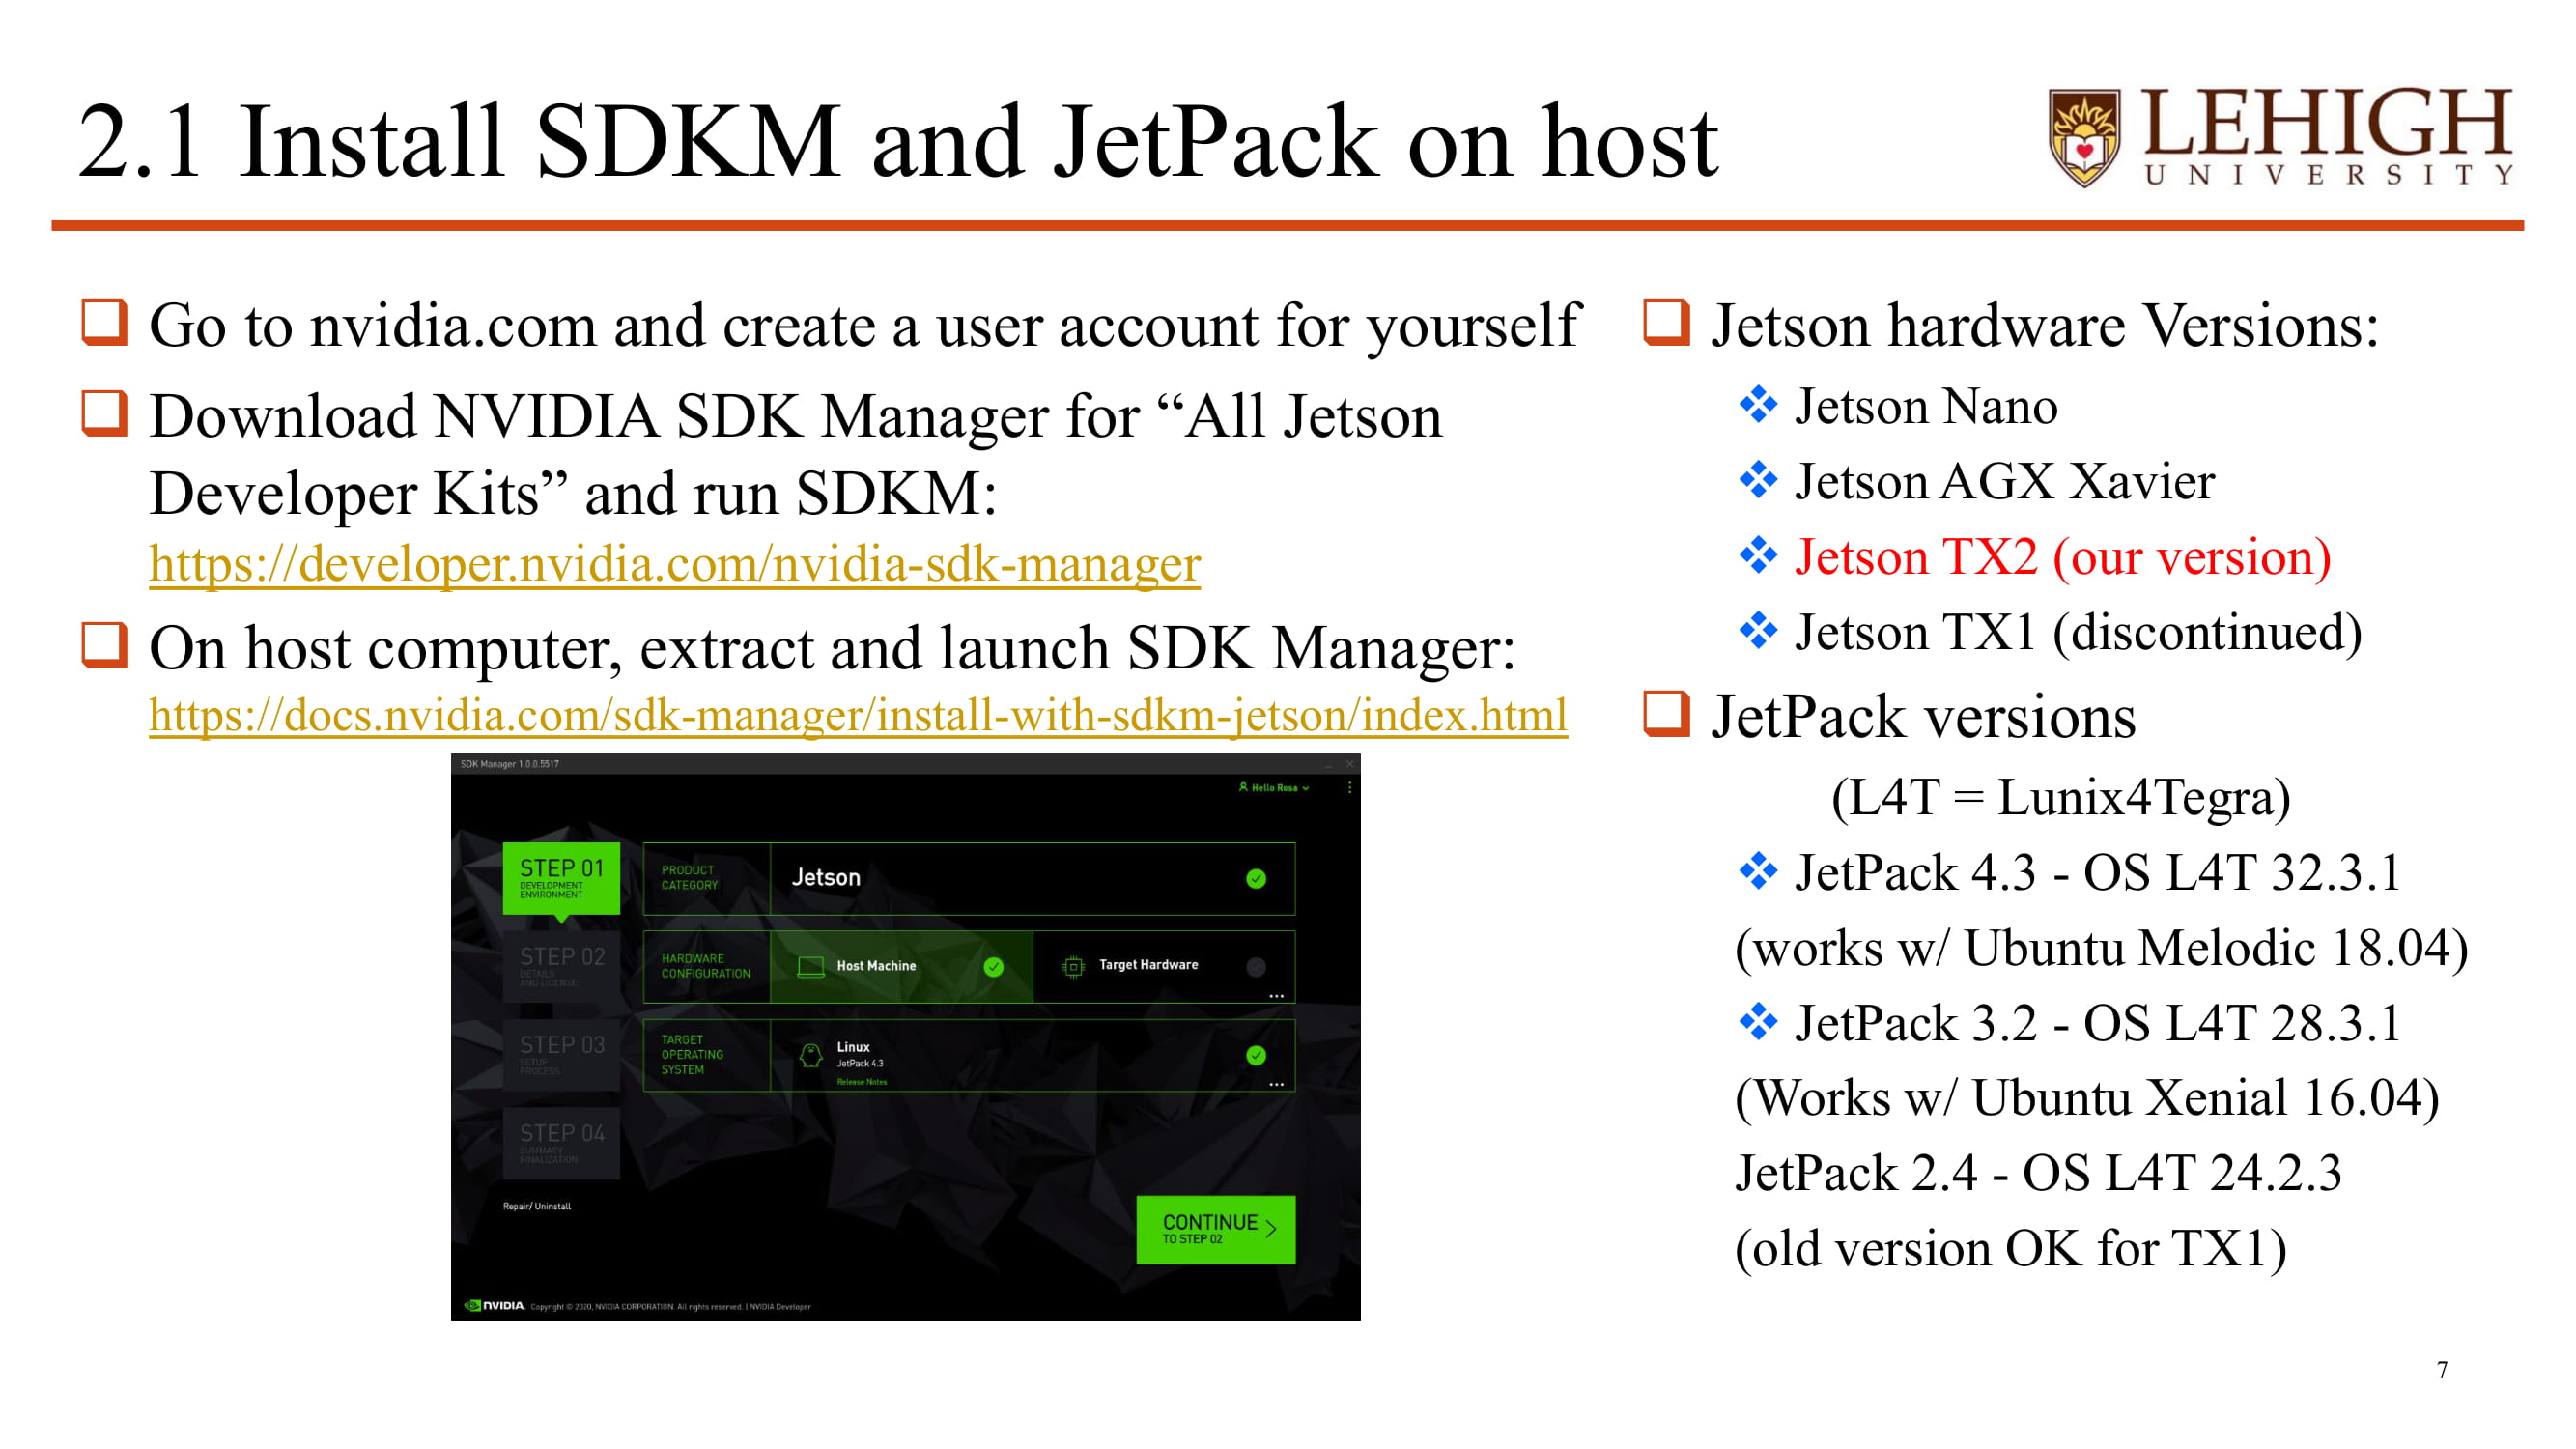 2.1 Install SDKM and JetPack on host
LEHIGH
UNIVERSITY
Go to nvidia.com and create a user account for yourself
Download NVIDIA SDK Manager for “All Jetson
Developer Kits” and run SDKM:
https://developer.nvidia.com/nvidia-sdk-manager
On host computer, extract and launch SDK Manager:
https://docs.nvidia.com/sdk-manager/install-with-sdkm-jetson/index.html
SDK Manager 1.0.0.5517
Hello Rosa
STEP 01
DEVELOPMENT
ENVIRONMENT
PRODUCT
CATEGORY
Jetson
STEP 02
DETAILS
AND LICENSE
HARDWARE
CONFIGURATION
Host Machine
Target Hardware
...
STEP 03
SETUP
PROCESS
TARGET
OPERATING
SYSTEM
Linux
JetPack 4.3
Release Notes
...
STEP 04
SUMMARY
FINALIZATION
Repair/ Uninstall
CONTINUE
TO STEP 02
NVIDIA. Copyright © 2020, NVIDIA CORPORATION. All rights reserved. | NVIDIA Developer
Jetson hardware Versions:
Jetson Nano
Jetson AGX Xavier
Jetson TX2 (our version)
Jetson TX1 (discontinued)
JetPack versions
(L4T = Lunix4Tegra)
JetPack 4.3 - OS L4T 32.3.1
(works w/ Ubuntu Melodic 18.04)
JetPack 3.2 - OS L4T 28.3.1
(Works w/ Ubuntu Xenial 16.04)
JetPack 2.4 - OS L4T 24.2.3
(old version OK for TX1)
7